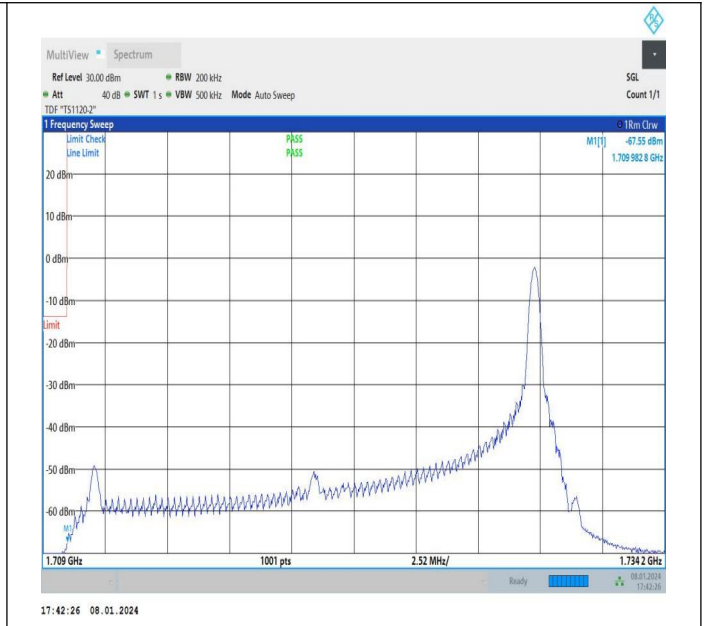 R&S
MultiView Spectrum
Ref Level 30.00 dBm RBW 200 kHz SGL
Att 40 dB SWT 1 s VBW 500 kHz Mode Auto Sweep Count 1/1
TDF "TS1120-2"
1 Frequency Sweep 1Rm Clrw
Limit Check PASS M1[1] -67.55 dBm
Line Limit PASS 1.709 982 8 GHz
20 dBm
10 dBm
0 dBm
-10 dBm
Limit
-20 dBm
-30 dBm
-40 dBm
-50 dBm
-60 dBm
M1
1.709 GHz 1001 pts 2.52 MHz/ 1.734 2 GHz
Ready 08.01.2024
17:42:26
17:42:26 08.01.2024